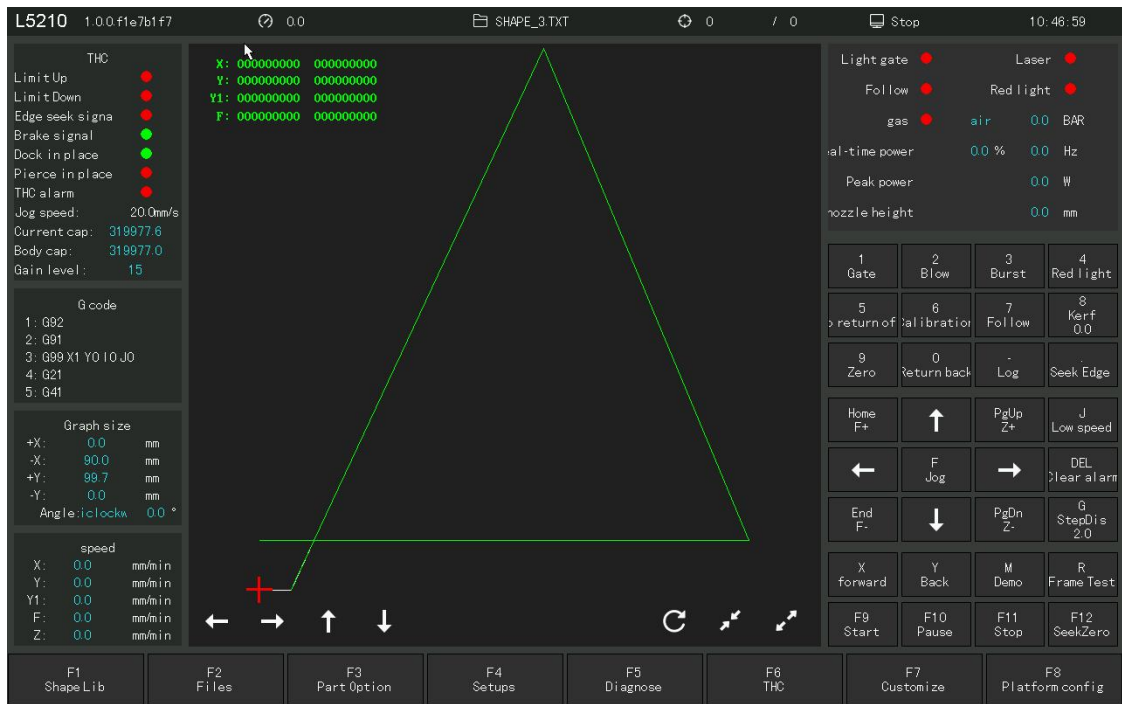 L5210 1.0.0.f1e7b1f7 0.0 SHAPE_3.TXT 0 / 0 Stop 10:46:59
THC
LimitUp
LimitDown
Edge seek signa
Brake signal
Dock in place
Pierce in place
THC alarm
Jog speed: 20.0mm/s
Current cap: 319977.6
Body cap: 319977.0
Gain level: 15
G code
1: G92
2: G91
3: G99 X1 Y0 I0 J0
4: G21
5: G41
Graph size
+X: 0.0 mm
-X: 90.0 mm
+Y: 99.7 mm
-Y: 0.0 mm
Angle:iclockw 0.0 °
speed
X: 0.0 mm/min
Y: 0.0 mm/min
Y1: 0.0 mm/min
F: 0.0 mm/min
Z: 0.0 mm/min
X: 000000000 000000000
Y: 000000000 000000000
Y1: 000000000 000000000
F: 000000000 000000000
Light gate Laser
Follow Red light
gas air 0.0 BAR
al-time power 0.0 % 0.0 Hz
Peak power 0.0 W
nozzle height 0.0 mm
1 2 3 4
Gate Blow Burst Red light
5 6 7 8
o return of Calibration Follow Kerf
0.0
9 0 - .
Zero Return back Log Seek Edge
Home PgUp J
F+ Z+ Low speed
F DEL
Jog Clear alarm
End PgDn G
F- Z- StepDis
2.0
X Y M R
forward Back Demo Frame Test
F9 F10 F11 F12
Start Pause Stop SeekZero
F1 F2 F3 F4 F5 F6 F7 F8
ShapeLib Files Part Option Setups Diagnose THC Customize Platform config